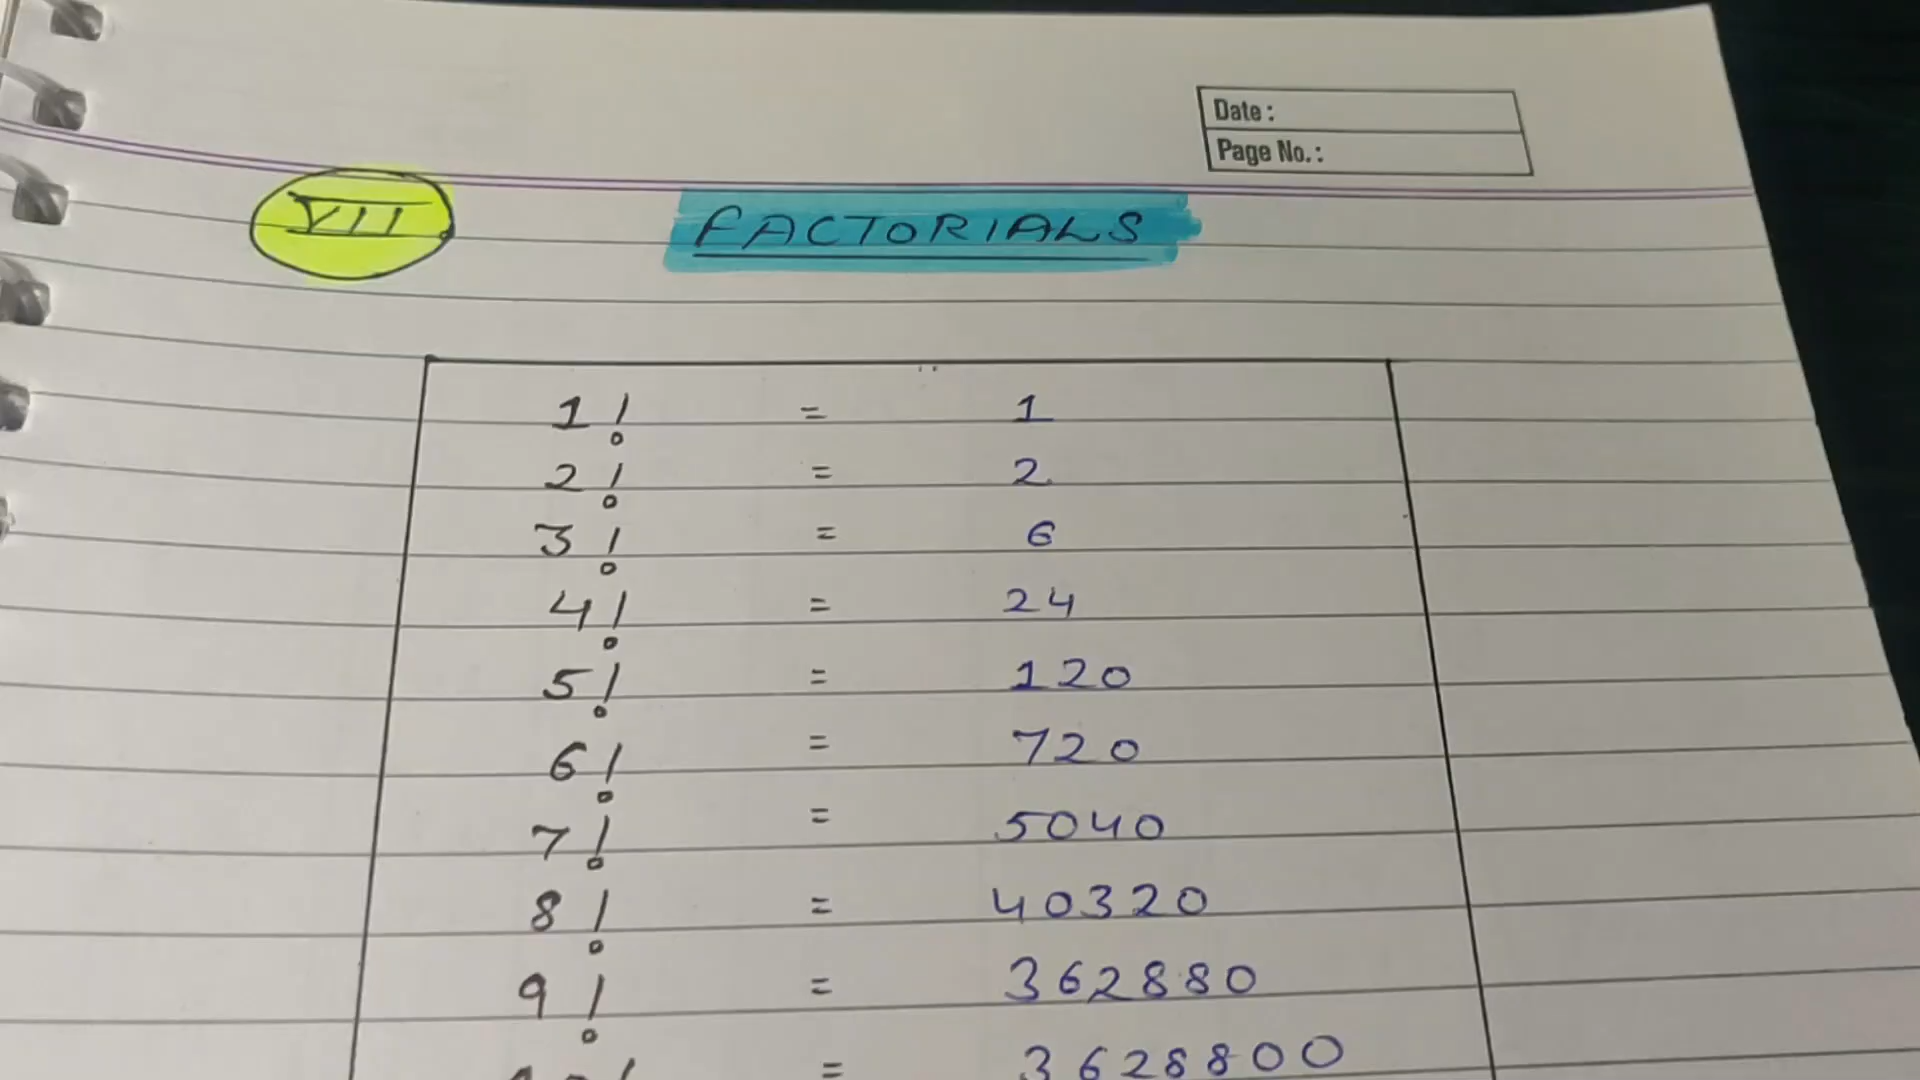 Date :
Page No. :
VII
FACTORIALS
1! = 1
2! = 2
3! = 6
4! = 24
5! = 120
6! = 720
7! = 5040
8! = 40320
9! = 362880
= 3628800